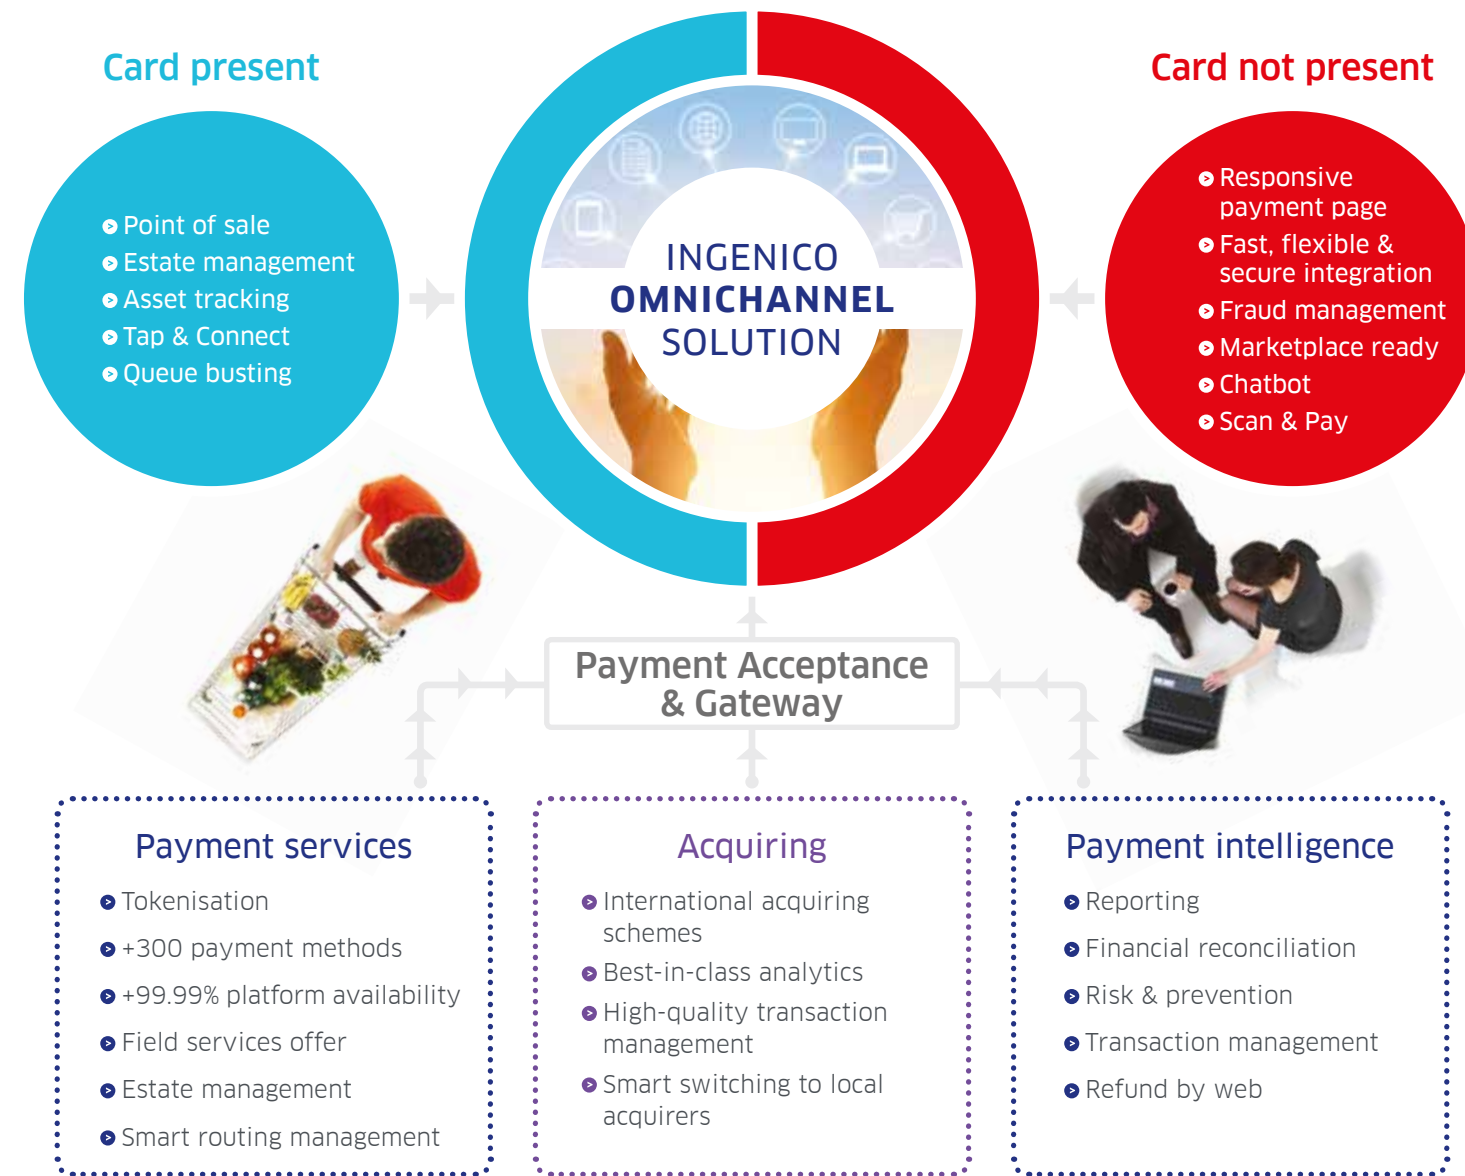 Card present
Point of sale
Estate management
Asset tracking
Tap & Connect
Queue busting
INGENICO
OMNICHANNEL
SOLUTION
Card not present
Responsive
payment page
Fast, flexible &
secure integration
Fraud management
Marketplace ready
Chatbot
Scan & Pay
Payment Acceptance
& Gateway
Payment services
Tokenisation
+300 payment methods
+99.99% platform availability
Field services offer
Estate management
Smart routing management
Acquiring
International acquiring
schemes
Best-in-class analytics
High-quality transaction
management
Smart switching to local
acquirers
Payment intelligence
Reporting
Financial reconciliation
Risk & prevention
Transaction management
Refund by web